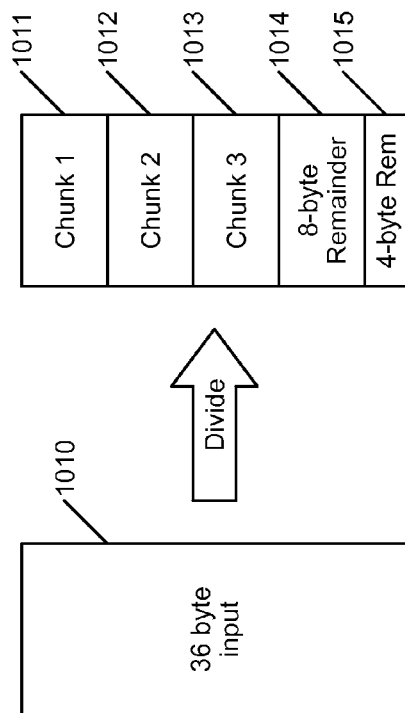 1010
36 byte
input
Divide
1011
Chunk 1
1012
Chunk 2
1013
Chunk 3
1014
8-byte
Remainder
1015
4-byte Rem